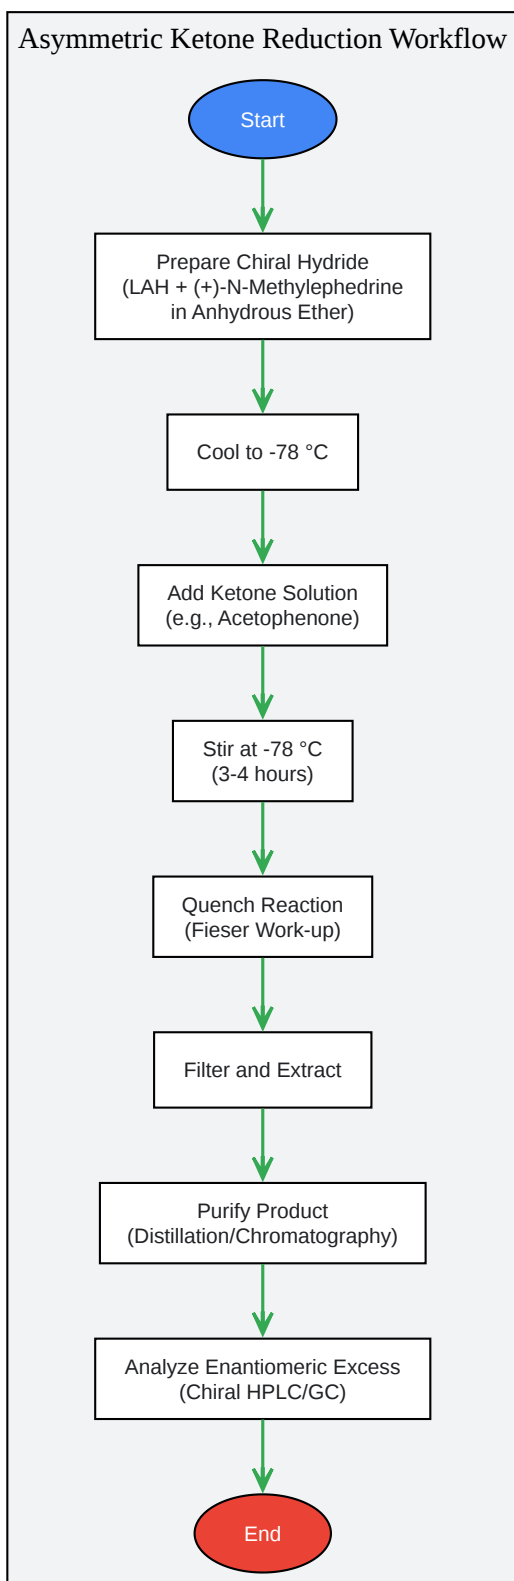 Asymmetric Ketone Reduction Workflow
Start
Prepare Chiral Hydride
(LAH + (+)-N-Methylephedrine
in Anhydrous Ether)
Cool to -78 °C
Add Ketone Solution
(e.g., Acetophenone)
Stir at -78 °C
(3-4 hours)
Quench Reaction
(Fieser Work-up)
Filter and Extract
Purify Product
(Distillation/Chromatography)
Analyze Enantiomeric Excess
(Chiral HPLC/GC)
End